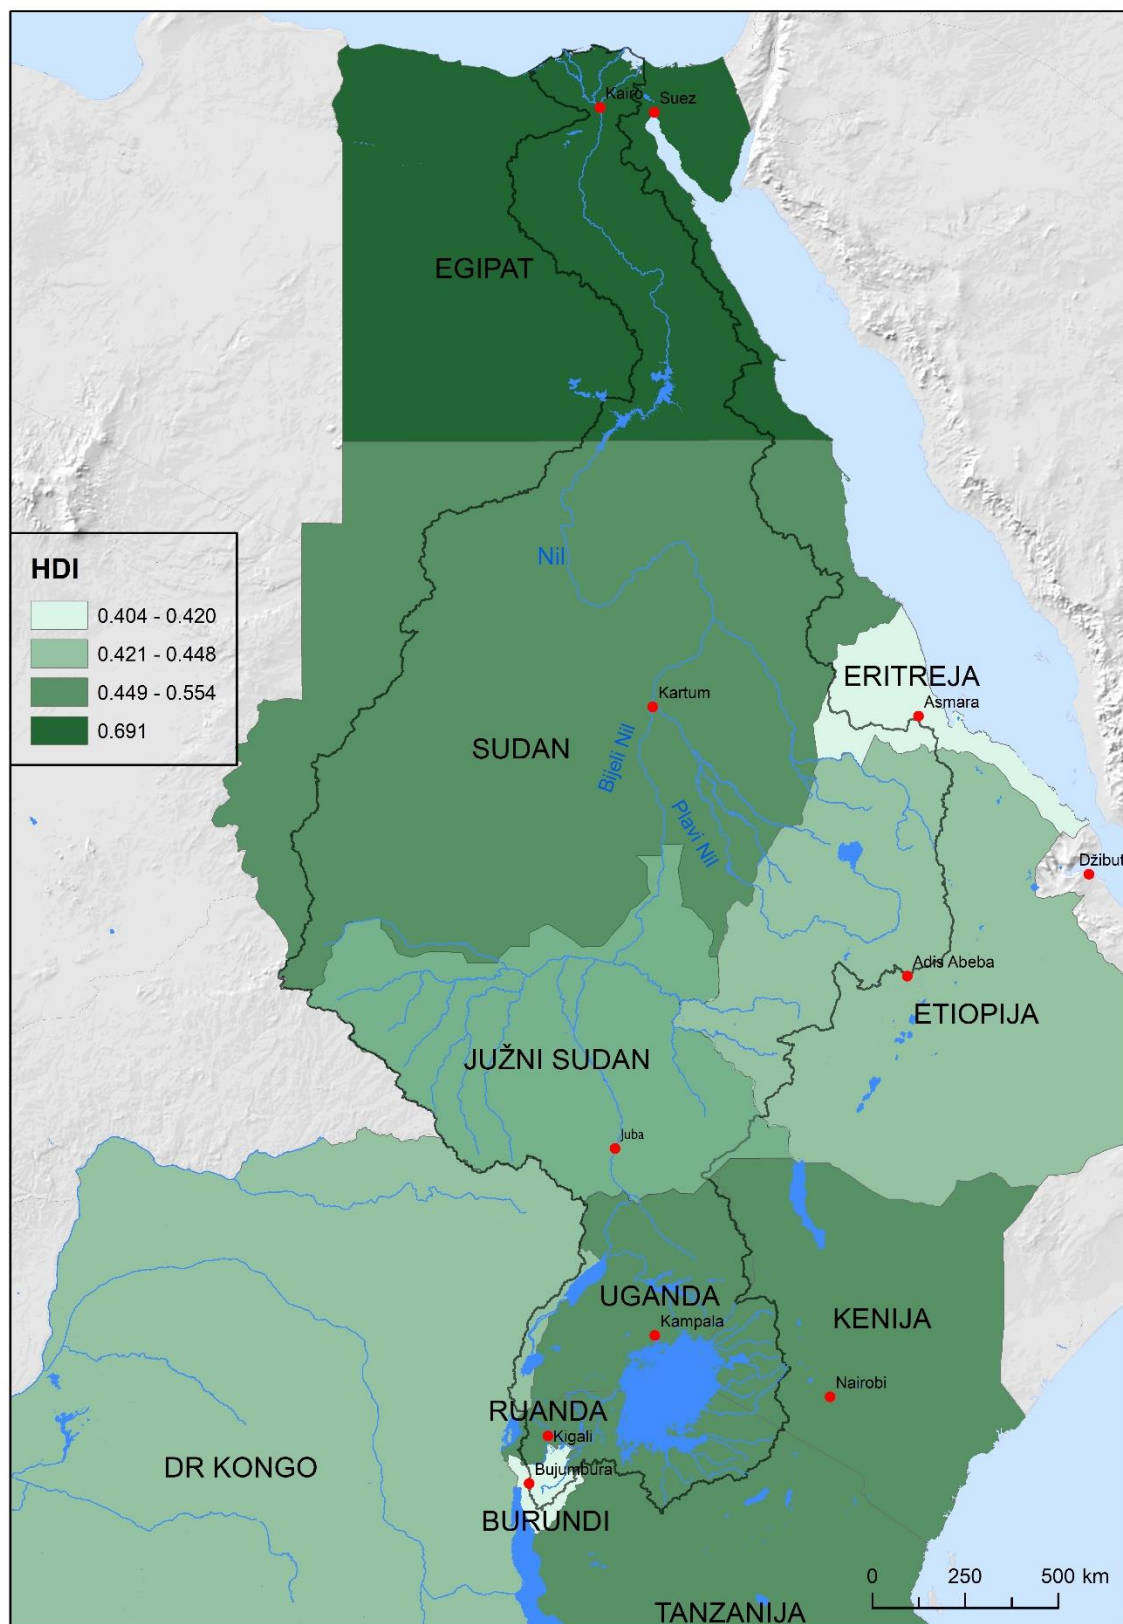 Kairo
Suez
EGIPAT
HDI
0.404 - 0.420
0.421 - 0.448
0.449 - 0.554
0.691
Nil
ERITREJA
Asmara
Kartum
SUDAN
Bijeli Nil
Plavi Nil
Džibut
Adis Abeba
ETIOPIJA
JUŽNI SUDAN
Juba
UGANDA
Kampala
KENIJA
Nairobi
RUANDA
Kigali
DR KONGO
Bujumbura
BURUNDI
0 250 500 km
TANZANIJA